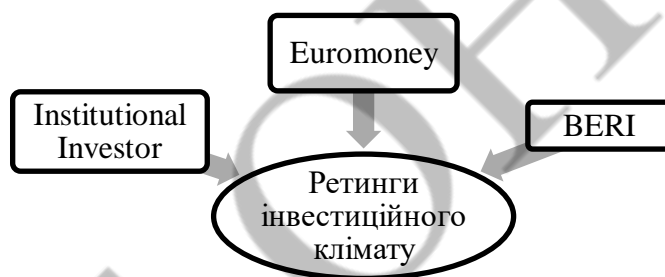 Euromoney
Institutional
Investor
BERI
Ретинги
інвестиційного
клімату